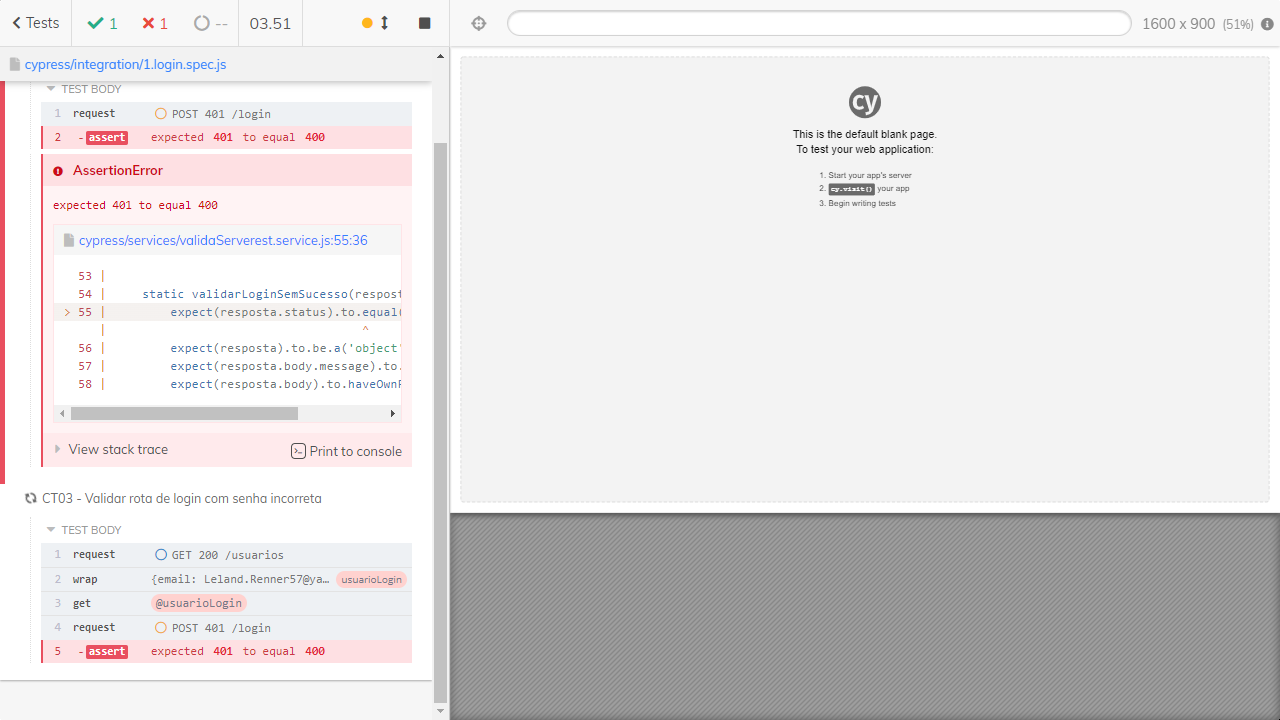 Tests
1
1
--
03.51
1600 x 900 (51%)
cypress/integration/1.login.spec.js
TEST BODY
1 request POST 401 /login
2 -assert expected 401 to equal 400
AssertionError
expected 401 to equal 400
cypress/services/validaServerest.service.js:55:36
53 |
54 | static validarLoginSemSucesso(respost
> 55 | expect(resposta.status).to.equal(
| ^
56 | expect(resposta).to.be.a('object'
57 | expect(resposta.body.message).to.
58 | expect(resposta.body).to.haveOwnP
View stack trace
Print to console
CT03 - Validar rota de login com senha incorreta
TEST BODY
1 request GET 200 /usuarios
2 wrap {email: Leland.Renner57@ya… usuarioLogin
3 get @usuarioLogin
4 request POST 401 /login
5 -assert expected 401 to equal 400
cy
This is the default blank page.
To test your web application:
1. Start your app's server
2. cy.visit() your app
3. Begin writing tests